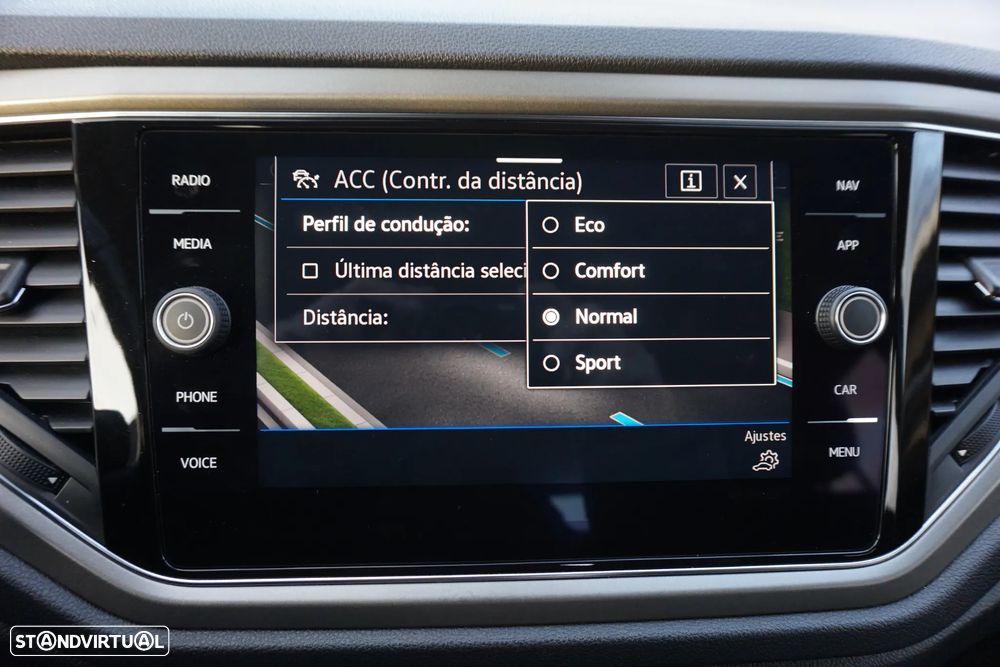 RADIO
MEDIA
PHONE
VOICE
ACC (Contr. da distância)
i
Perfil de condução:
Última distância seleci
Distância:
Eco
Comfort
Normal
Sport
Ajustes
NAV
APP
CAR
MENU
STANDVIRTUAL